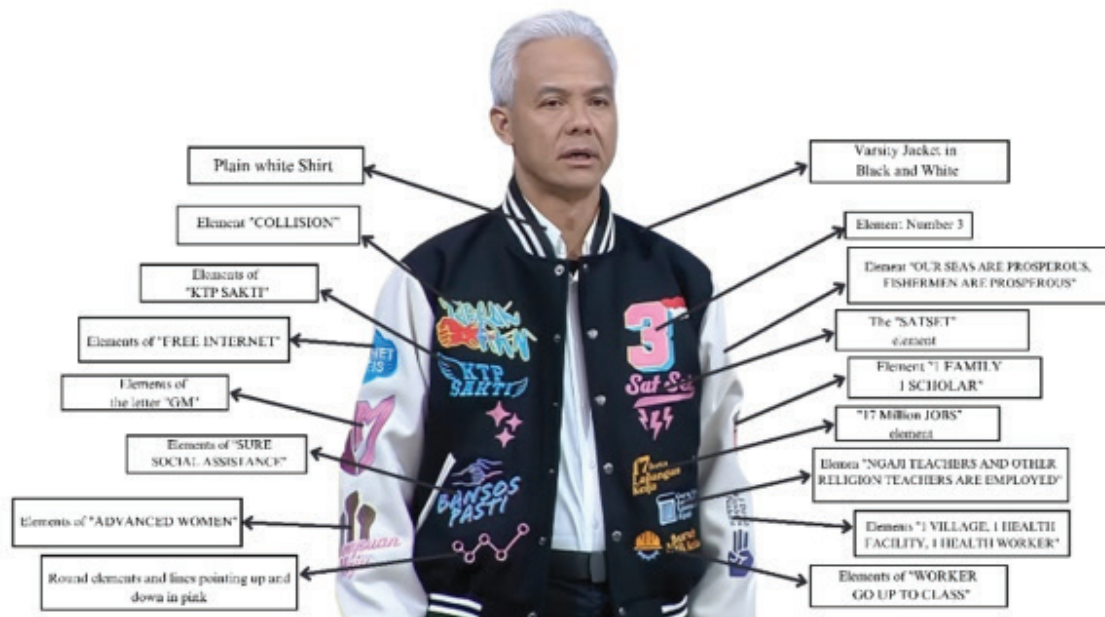 Plain white Shirt
Varsity Jacket in
Black and White
Element "COLLISION"
Element Number 3
Elements of
"KTP SAKTI"
Element "OUR SEAS ARE PROSPEROUS,
FISHERMEN ARE PROSPEROUS"
Elements of "FREE INTERNET"
The "SATSET"
element
Elements of
the letter "GM"
Element "1 FAMILY
1 SCHOLAR"
Elements of "SURE
SOCIAL ASSISTANCE"
"17 Million JOBS"
element
Elemen "NGAJI TEACHERS AND OTHER
RELIGION TEACHERS ARE EMPLOYED"
Elements of "ADVANCED WOMEN"
Elements "1 VILLAGE, 1 HEALTH
FACILITY, 1 HEALTH WORKER"
Round elements and lines pointing up and
down in pink
Elements of "WORKER
GO UP TO CLASS"
3
KTP
SAKTI
Sat-Set
NET
IS
M
BANSOS
PASTI
17
Lapangan
Kerja